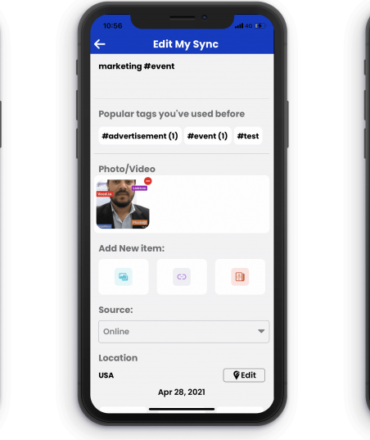 10:56
4G
Edit My Sync
marketing #event
Popular tags you've used before
#advertisement (1) #event (1) #test
Photo/Video
Add New item:
Source:
Online
Location
USA
Edit
Apr 28, 2021